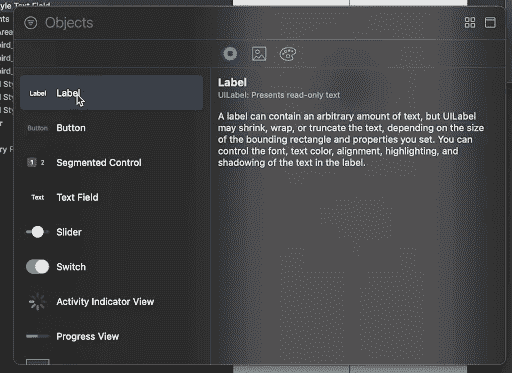 yle Text Field
nts
Area
bird_
bird_
bird_
d St
d St
d St
r
ry F
Objects
Label Label
Button Button
1 2 Segmented Control
Text Text Field
Slider
Switch
Activity Indicator View
Progress View
Label
UILabel: Presents read-only text
A label can contain an arbitrary amount of text, but UILabel
may shrink, wrap, or truncate the text, depending on the size
of the bounding rectangle and properties you set. You can
control the font, text color, alignment, highlighting, and
shadowing of the text in the label.